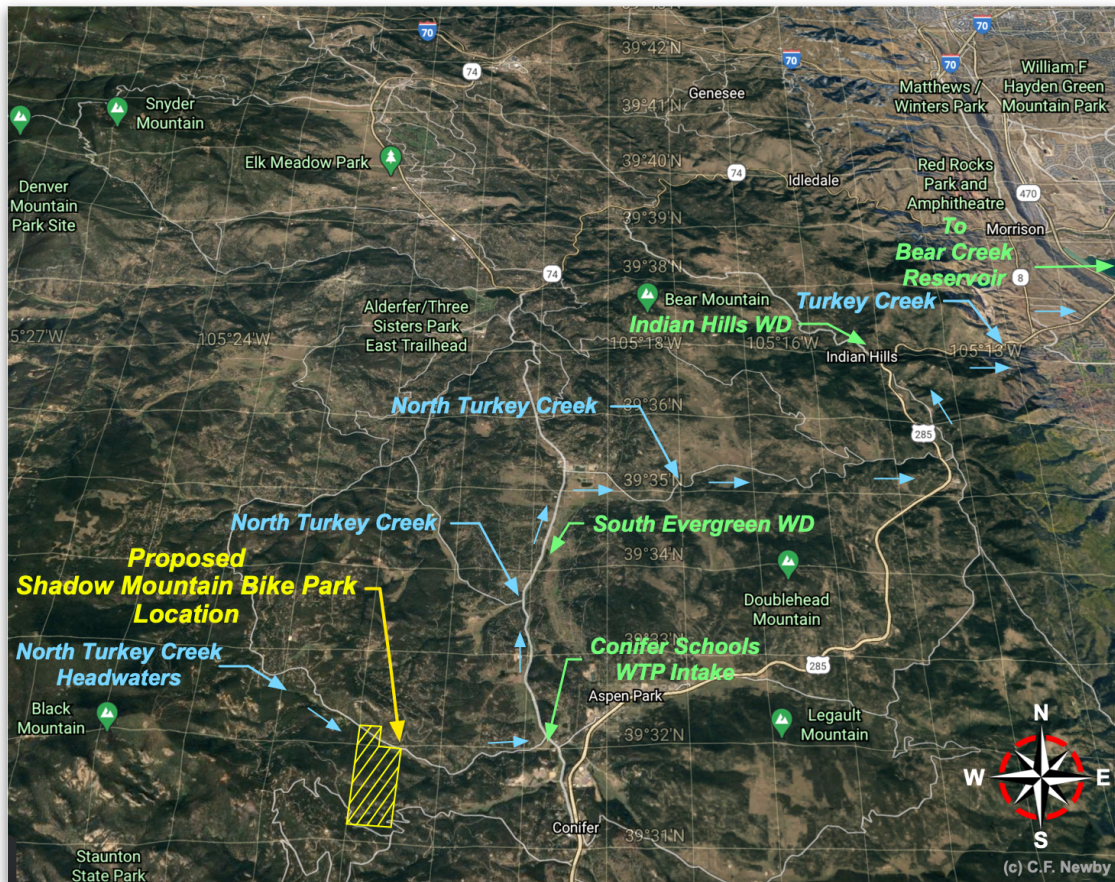 39°43'N
70
70
70
70
39°42'N
74
William F
Hayden Green
Mountain Park
Matthews /
Winters Park
Genesee
39°41'N
Snyder
Mountain
Elk Meadow Park
39°40'N
74
Idledale
Red Rocks
Park and
Amphitheatre
470
Denver
Mountain
Park Site
39°39'N
Morrison
To
Bear Creek
Reservoir
8
39°38'N
74
Bear Mountain
Turkey Creek
Alderfer/Three
Sisters Park
East Trailhead
Indian Hills WD
5°27'W
105°24'W
105°18'W
105°16'W
105°13'W
Indian Hills
North Turkey Creek
39°36'N
285
39°35'N
North Turkey Creek
South Evergreen WD
Proposed
Shadow Mountain Bike Park
Location
39°34'N
Doublehead
Mountain
39°33'N
North Turkey Creek
Headwaters
Conifer Schools
WTP Intake
285
Aspen Park
Black
Mountain
Legault
Mountain
39°32'N
N
W
E
S
Conifer
39°31'N
Staunton
State Park
(c) C.F. Newby